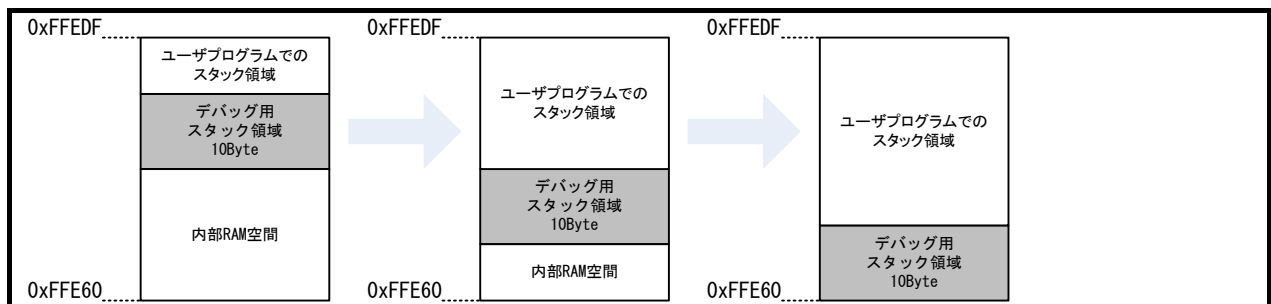 0xFFEDF
ユーザプログラムでの
スタック領域
デバッグ用
スタック領域
10Byte
内部RAM空間
0xFFE60
0xFFEDF
ユーザプログラムでの
スタック領域
デバッグ用
スタック領域
10Byte
内部RAM空間
0xFFE60
0xFFEDF
ユーザプログラムでの
スタック領域
デバッグ用
スタック領域
10Byte
0xFFE60